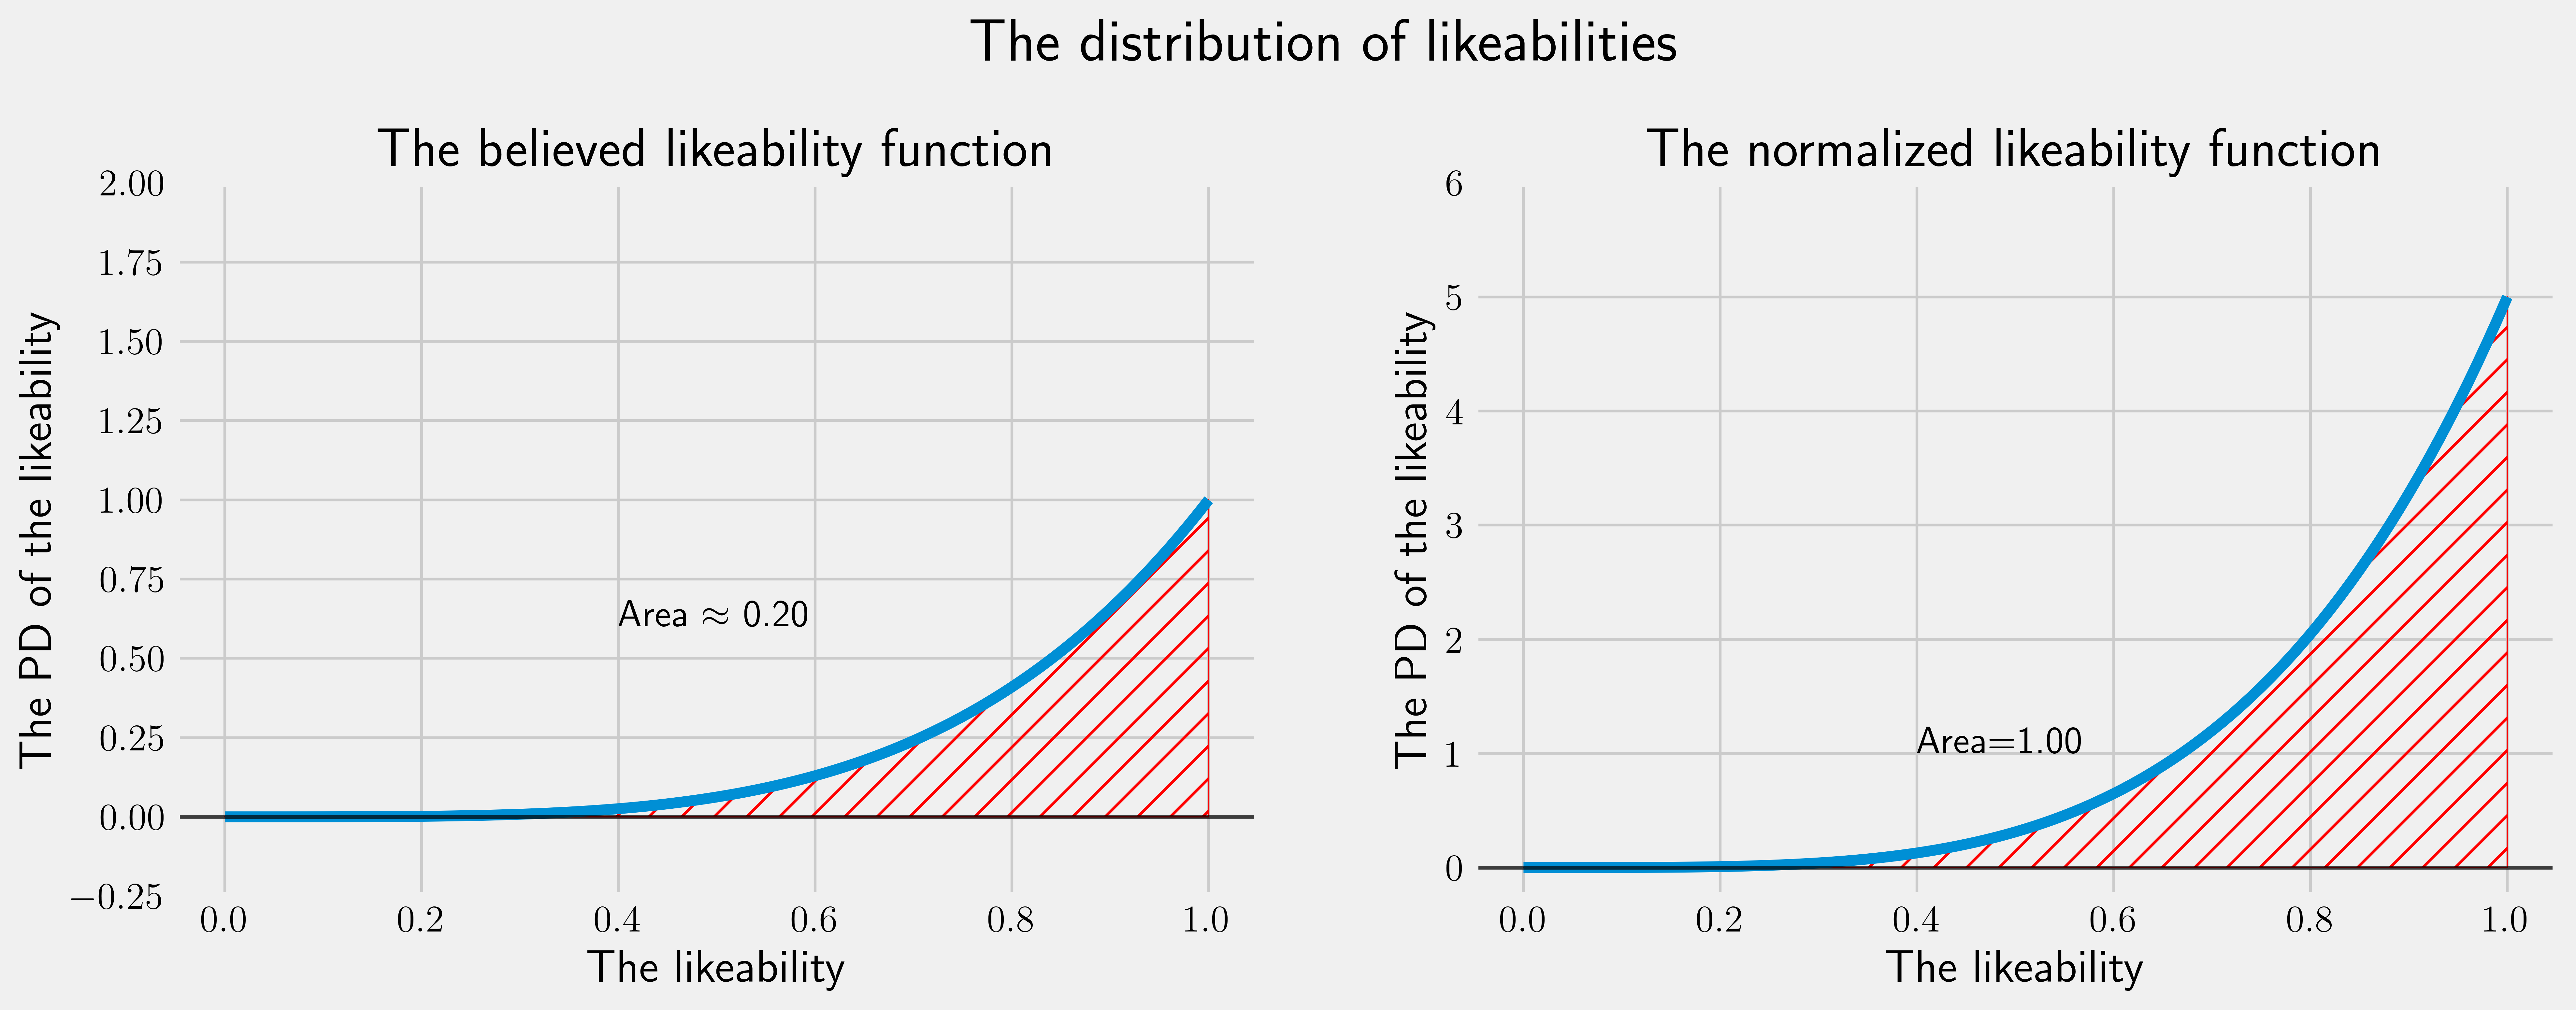 The distribution of likeabilities
The believed likeability function
The PD of the likeability
2.00
1.75
1.50
1.25
1.00
0.75
0.50
0.25
0.00
−0.25
Area ≈ 0.20
0.0 0.2 0.4 0.6 0.8 1.0
The likeability
The normalized likeability function
The PD of the likeability
6
5
4
3
2
1
0
Area=1.00
0.0 0.2 0.4 0.6 0.8 1.0
The likeability